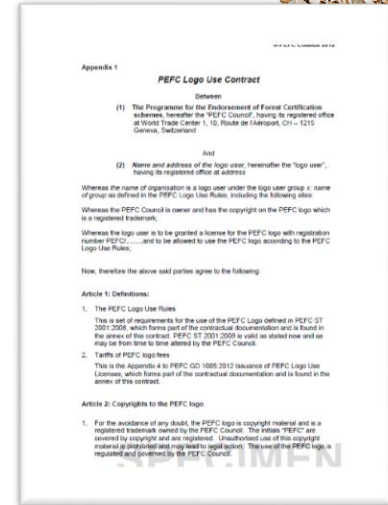 Appendix 1
PEFC Logo Use Contract
Between
(1) The Programme for the Endorsement of Forest Certification
schemes, hereafter the "PEFC Council", having its registered office
at World Trade Center 1, 10, Route de l'Aéroport, CH – 1215
Geneva, Switzerland
And
(2) Name and address of the logo user, hereinafter the "logo user",
having its registered office at address
Whereas the name of organisation is a logo user under the logo user group x: name
of group as defined in the PEFC Logo Use Rules, including the following sites:
Whereas the PEFC Council is owner and has the copyright on the PEFC logo which
is a registered trademark;
Whereas the logo user is to be granted a license for the PEFC logo with registration
number PEFC/.........and to be allowed to use the PEFC logo according to the PEFC
Logo Use Rules;
Now, therefore the above said parties agree to the following:
Article 1: Definitions:
1. The PEFC Logo Use Rules
This is set of requirements for the use of the PEFC Logo defined in PEFC ST
2001:2008, which forms part of the contractual documentation and is found in
the annex of this contract. PEFC ST 2001:2008 is valid as stated now and as
may be from time to time altered by the PEFC Council.
2. Tariffs of PEFC logo fees
This is the Appendix 4 to PEFC GD 1005:2012 Issuance of PEFC Logo Use
Licenses, which forms part of the contractual documentation and is found in the
annex of this contract.
Article 2: Copyrights to the PEFC logo
1. For the avoidance of any doubt, the PEFC logo is copyright material and is a
registered trademark owned by the PEFC Council. The initials "PEFC" are
covered by copyright and are registered. Unauthorised use of this copyright
material is prohibited and may lead to legal action. The use of the PEFC logo is
regulated and governed by the PEFC Council.
SPECIMEN